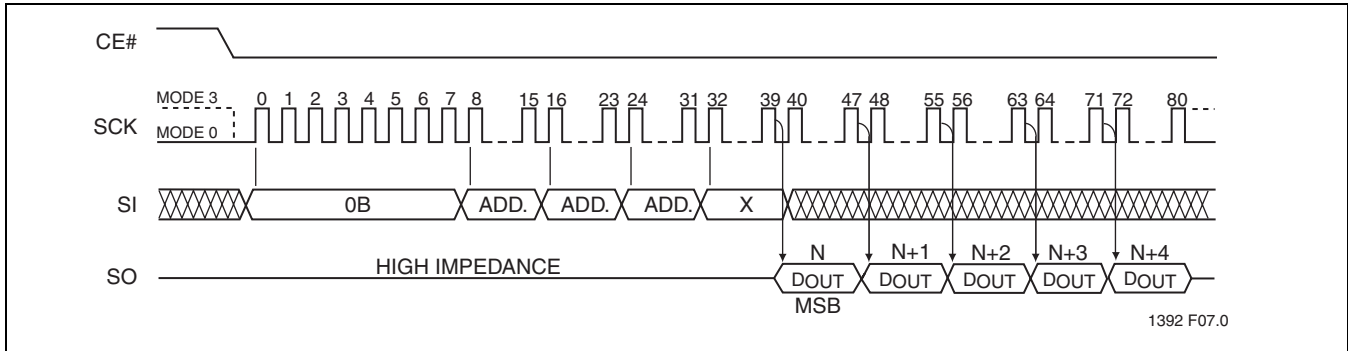 CE#
MODE 3
0 1 2 3 4 5 6 7 8 15 16 23 24 31 32 39 40 47 48 55 56 63 64 71 72 80
SCK
MODE 0
SI
0B
ADD.
ADD.
ADD.
X
N
N+1
N+2
N+3
N+4
SO
HIGH IMPEDANCE
DOUT
DOUT
DOUT
DOUT
DOUT
MSB
1392 F07.0